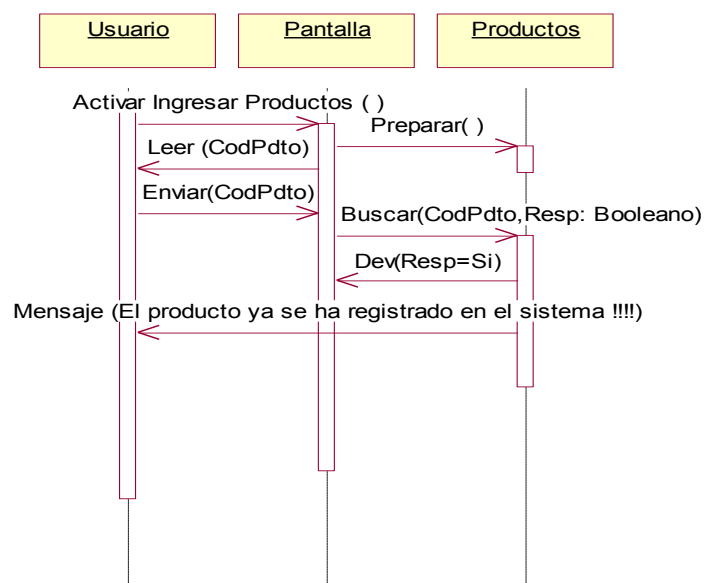 Usuario
Pantalla
Productos
Activar Ingresar Productos ( )
Preparar( )
Leer (CodPdto)
Enviar(CodPdto)
Buscar(CodPdto,Resp: Booleano)
Dev(Resp=Si)
Mensaje (El producto ya se ha registrado en el sistema !!!!)